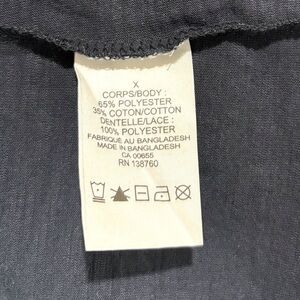 X
CORPS/BODY :
65% POLYESTER
35% COTON/COTTON
DENTELLE/LACE :
100% POLYESTER
FABRIQUÉ AU BANGLADESH
MADE IN BANGLADESH
CA 00655
RN 138760